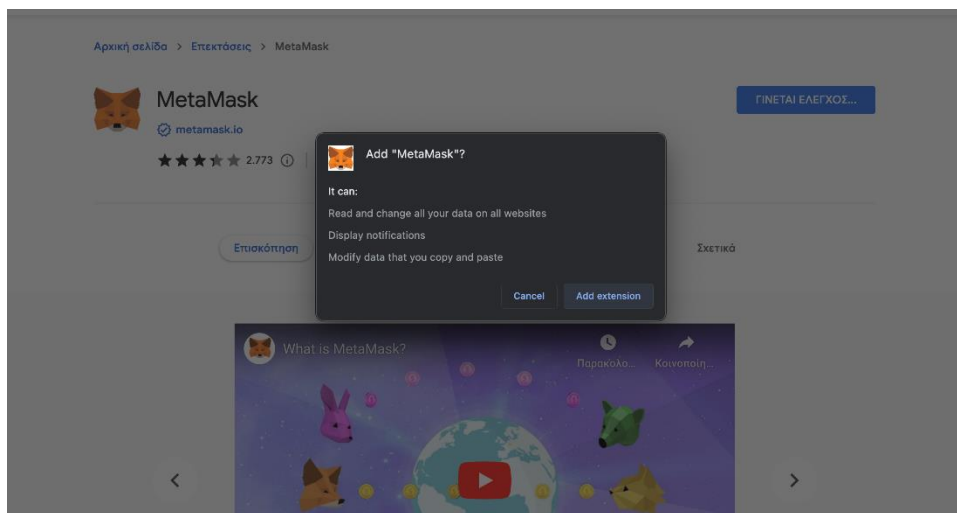 Αρχική σελίδα > Επεκτάσεις > MetaMask
MetaMask
ΓΙΝΕΤΑΙ ΕΛΕΓΧΟΣ...
metamask.io
2.773
Add "MetaMask"?
It can:
Read and change all your data on all websites
Display notifications
Modify data that you copy and paste
Cancel
Add extension
Επισκόπηση
Σχετικά
What is MetaMask?
Παρακολο...
Κοινοποίη...